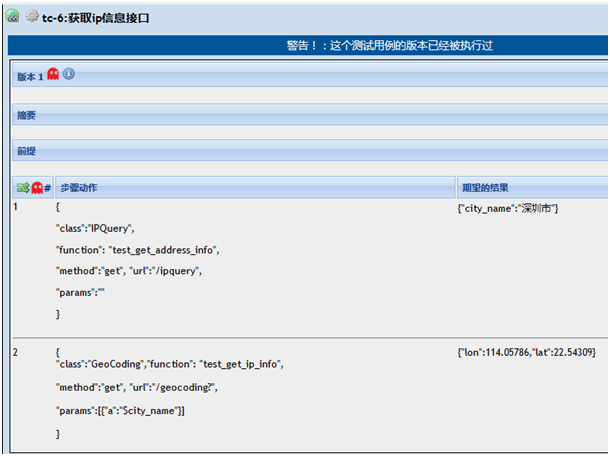 tc-6:获取ip信息接口
警告！：这个测试用例的版本已经被执行过
版本 1
摘要
前提
# 步骤动作 期望的结果
1 { {"city_name":"深圳市"}
"class":"IPQuery",
"function": "test_get_address_info",
"method":"get", "url":"/ipquery",
"params":""
}
2 { {"lon":114.05786,"lat":22.54309}
"class":"GeoCoding","function": "test_get_ip_info",
"method":"get", "url":"/geocoding?",
"params":[{"a":"$city_name"}]
}